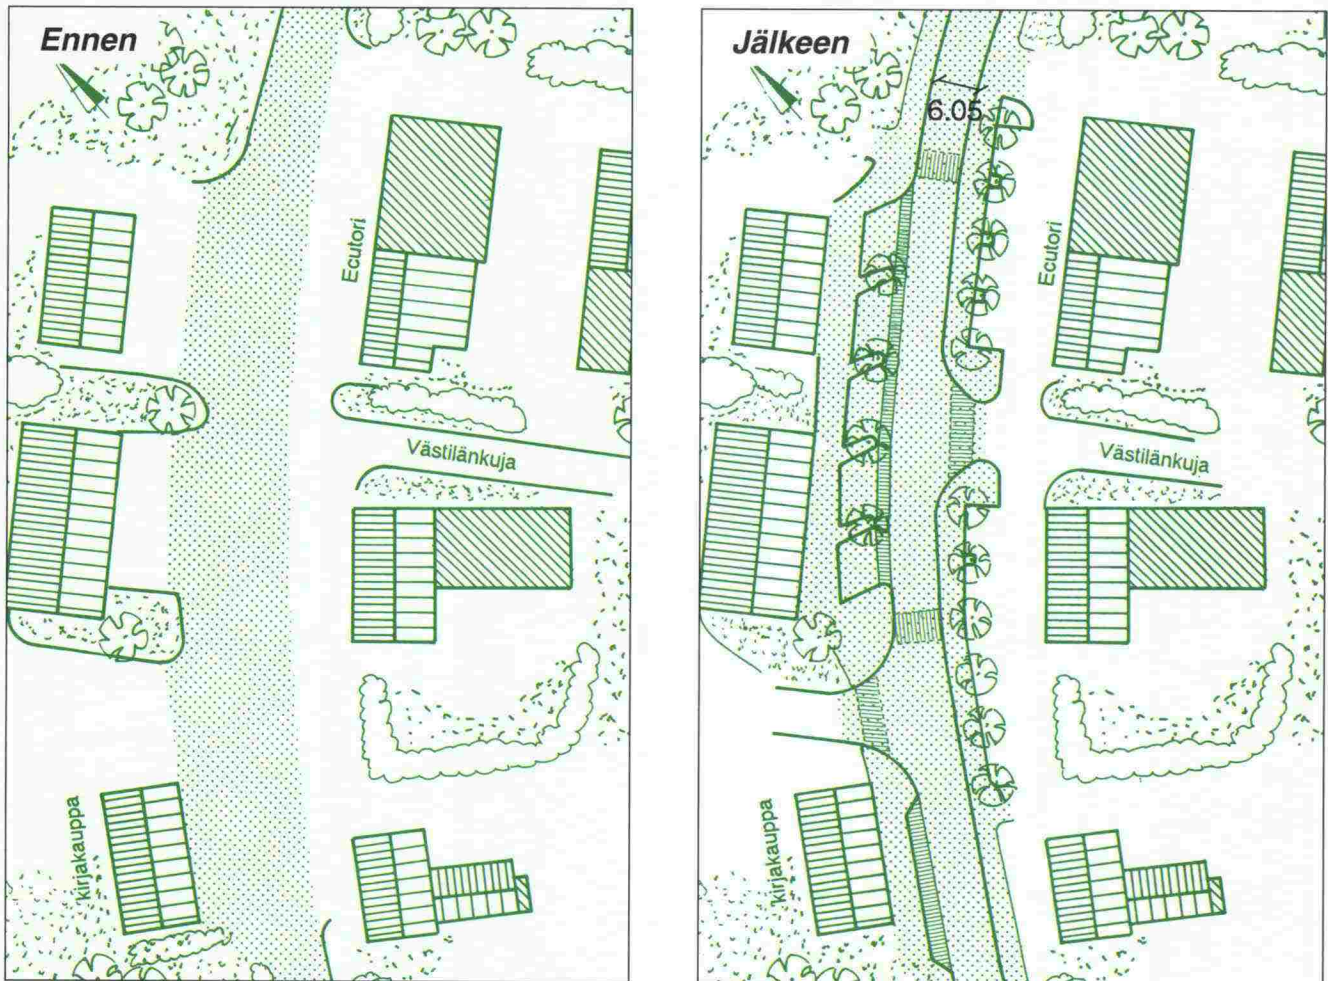 Ennen
Ecutori
Västilänkuja
Kirjakauppa
Jälkeen
6.05
Ecutori
Västilänkuja
Kirjakauppa